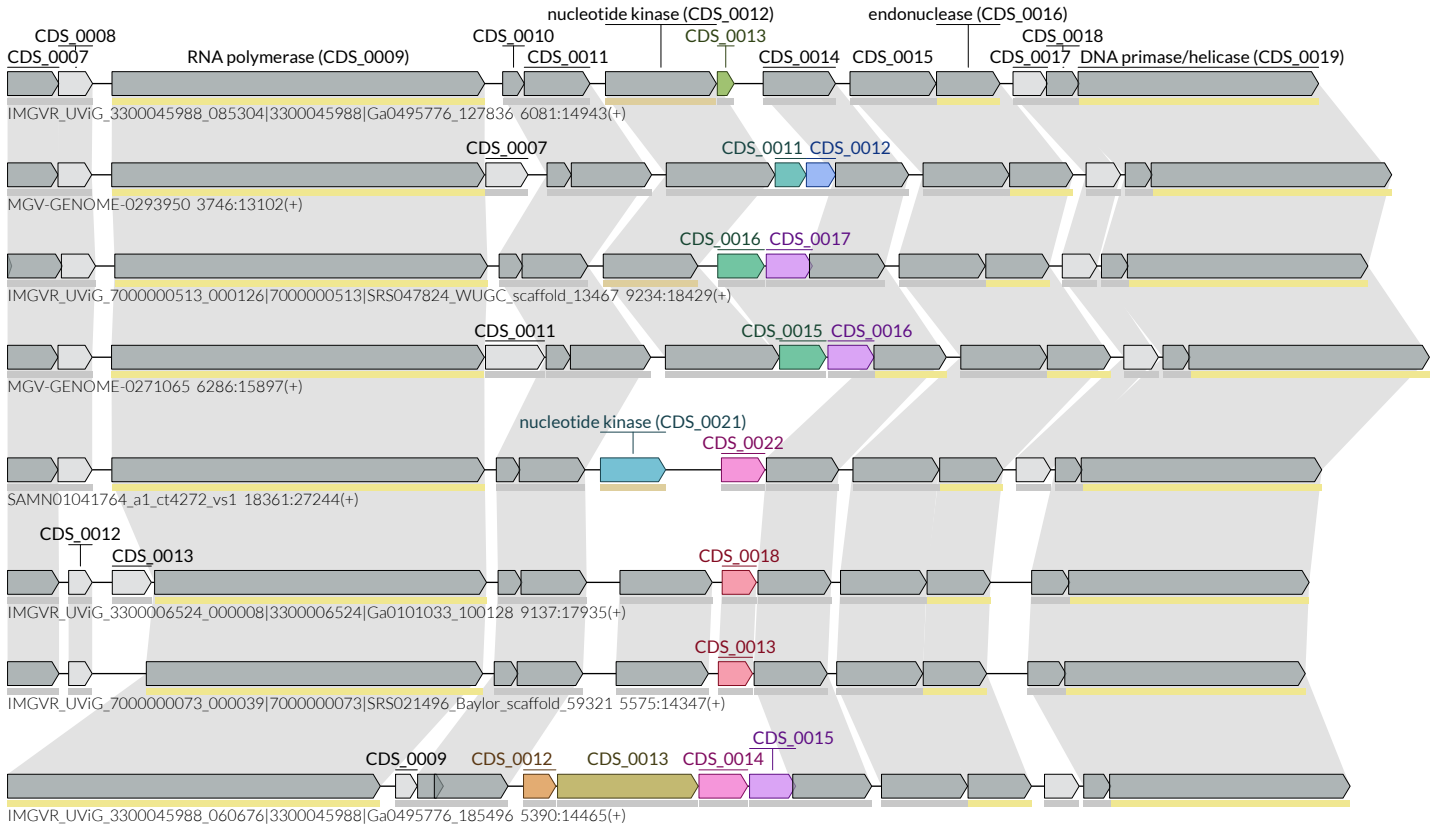 nucleotide kinase (CDS_0012) endonuclease (CDS_0016)
CDS_0008 CDS_0010 CDS_0013 CDS_0018
CDS_0007 RNA polymerase (CDS_0009) CDS_0011 CDS_0014 CDS_0015 CDS_0017 DNA primase/helicase (CDS_0019)
IMGVR_UViG_3300045988_085304|3300045988|Ga0495776_127836 6081:14943(+)
CDS_0007 CDS_0011 CDS_0012
MGV-GENOME-0293950 3746:13102(+)
CDS_0016 CDS_0017
IMGVR_UViG_7000000513_000126|7000000513|SRS047824_WUGC_scaffold_13467 9234:18429(+)
CDS_0011 CDS_0015 CDS_0016
MGV-GENOME-0271065 6286:15897(+)
nucleotide kinase (CDS_0021)
CDS_0022
SAMN01041764_a1_ct4272_vs1 18361:27244(+)
CDS_0012
CDS_0013 CDS_0018
IMGVR_UViG_3300006524_000008|3300006524|Ga0101033_100128 9137:17935(+)
CDS_0013
IMGVR_UViG_7000000073_000039|7000000073|SRS021496_Baylor_scaffold_59321 5575:14347(+)
CDS_0015
CDS_0009 CDS_0012 CDS_0013 CDS_0014
IMGVR_UViG_3300045988_060676|3300045988|Ga0495776_185496 5390:14465(+)